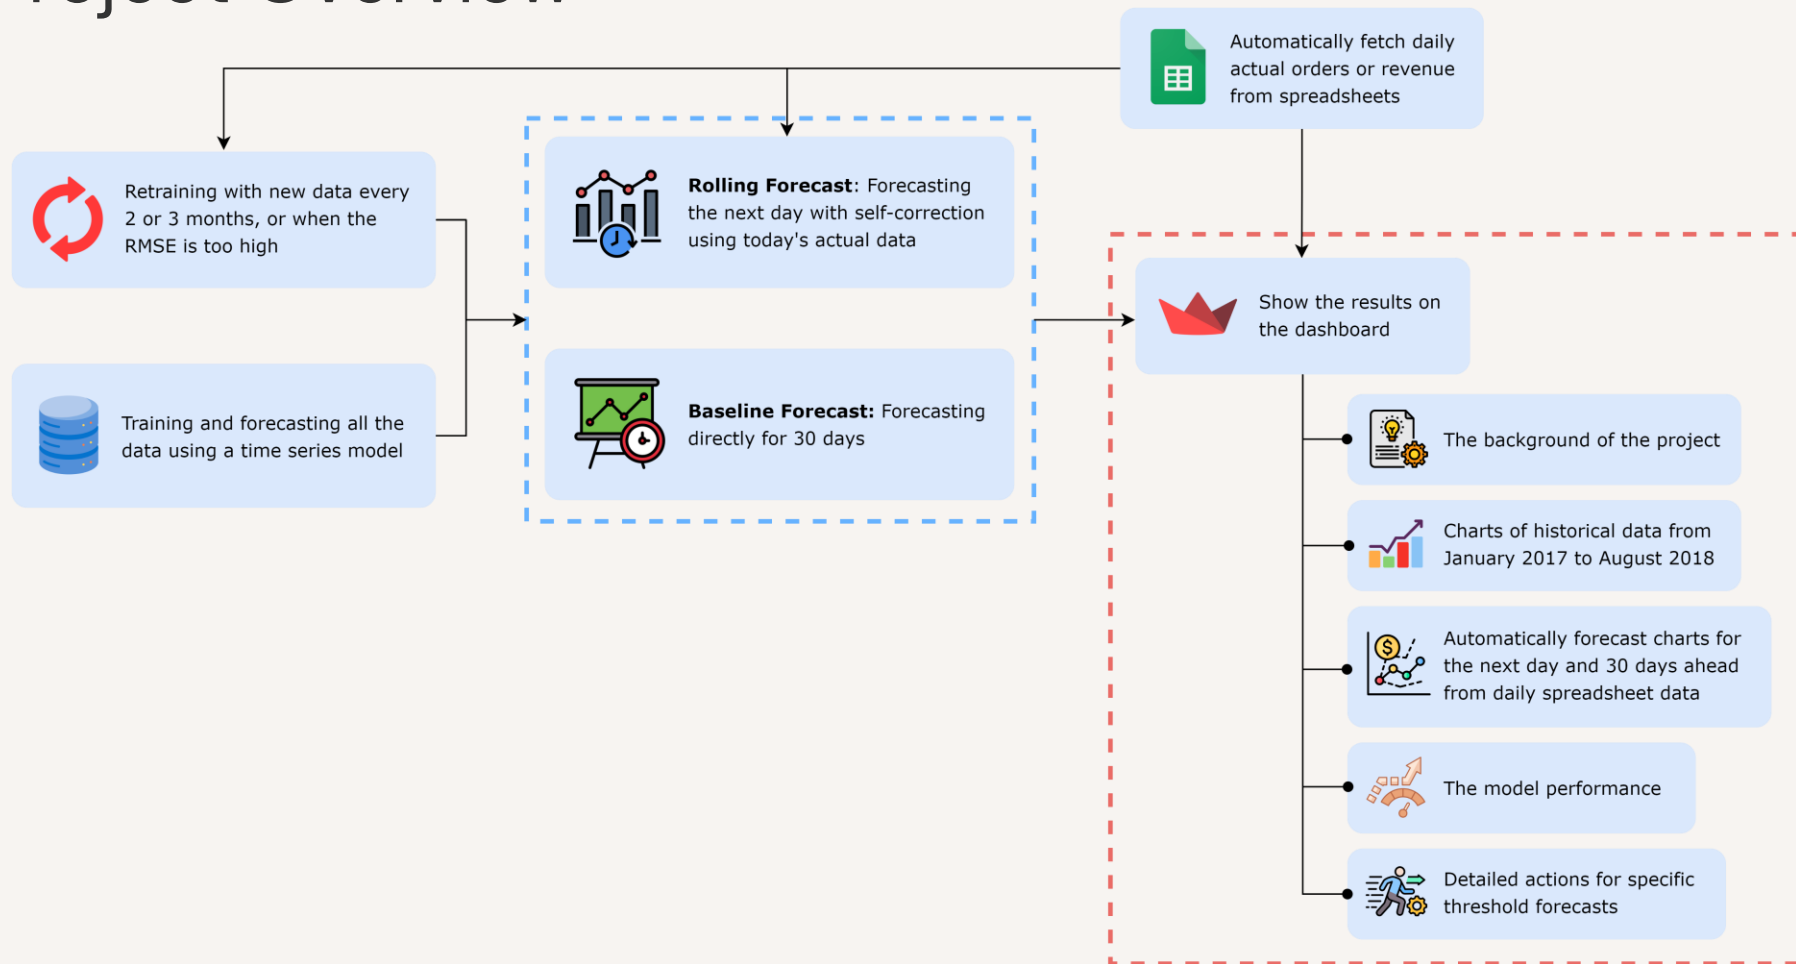 roject Overview
Automatically fetch daily
actual orders or revenue
from spreadsheets
Retraining with new data every
2 or 3 months, or when the
RMSE is too high
Rolling Forecast: Forecasting
the next day with self-correction
using today's actual data
Show the results on
the dashboard
Training and forecasting all the
data using a time series model
Baseline Forecast: Forecasting
directly for 30 days
The background of the project
Charts of historical data from
January 2017 to August 2018
Automatically forecast charts for
the next day and 30 days ahead
from daily spreadsheet data
The model performance
Detailed actions for specific
threshold forecasts